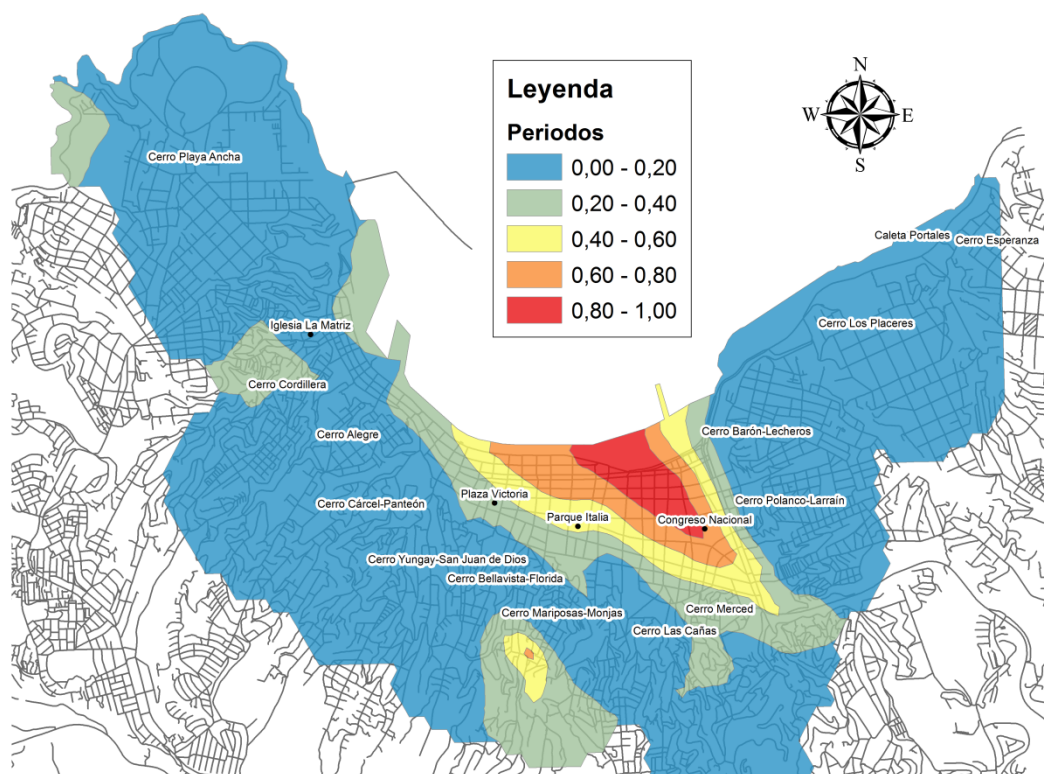 Leyenda
Periodos
0,00 - 0,20
0,20 - 0,40
0,40 - 0,60
0,60 - 0,80
0,80 - 1,00
N
W
E
S
Cerro Playa Ancha
Caleta Portales
Cerro Esperanza
Iglesia La Matriz
Cerro Los Placeres
Cerro Cordillera
Cerro Alegre
Cerro Barón-Lecheros
Plaza Victoria
Cerro Cárcel-Panteón
Cerro Polanco-Larraín
Parque Italia
Congreso Nacional
Cerro Yungay-San Juan de Dios
Cerro Bellavista-Florida
Cerro Mariposas-Monjas
Cerro Merced
Cerro Las Cañas